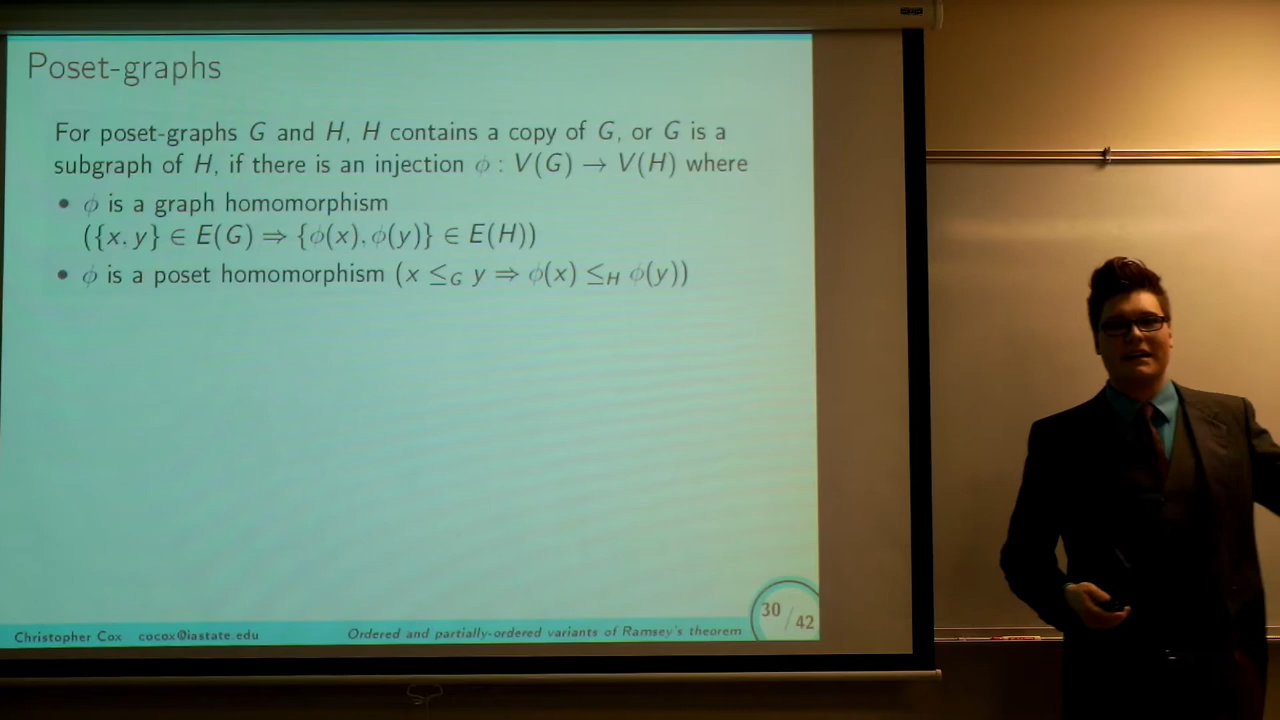 Poset-graphs
For poset-graphs G and H, H contains a copy of G, or G is a
subgraph of H, if there is an injection ϕ : V(G) → V(H) where
• ϕ is a graph homomorphism
({x, y} ∈ E(G) ⇒ {ϕ(x), ϕ(y)} ∈ E(H))
• ϕ is a poset homomorphism (x ≤_G y ⇒ ϕ(x) ≤_H ϕ(y))
30/42
Christopher Cox cocox@iastate.edu Ordered and partially-ordered variants of Ramsey's theorem